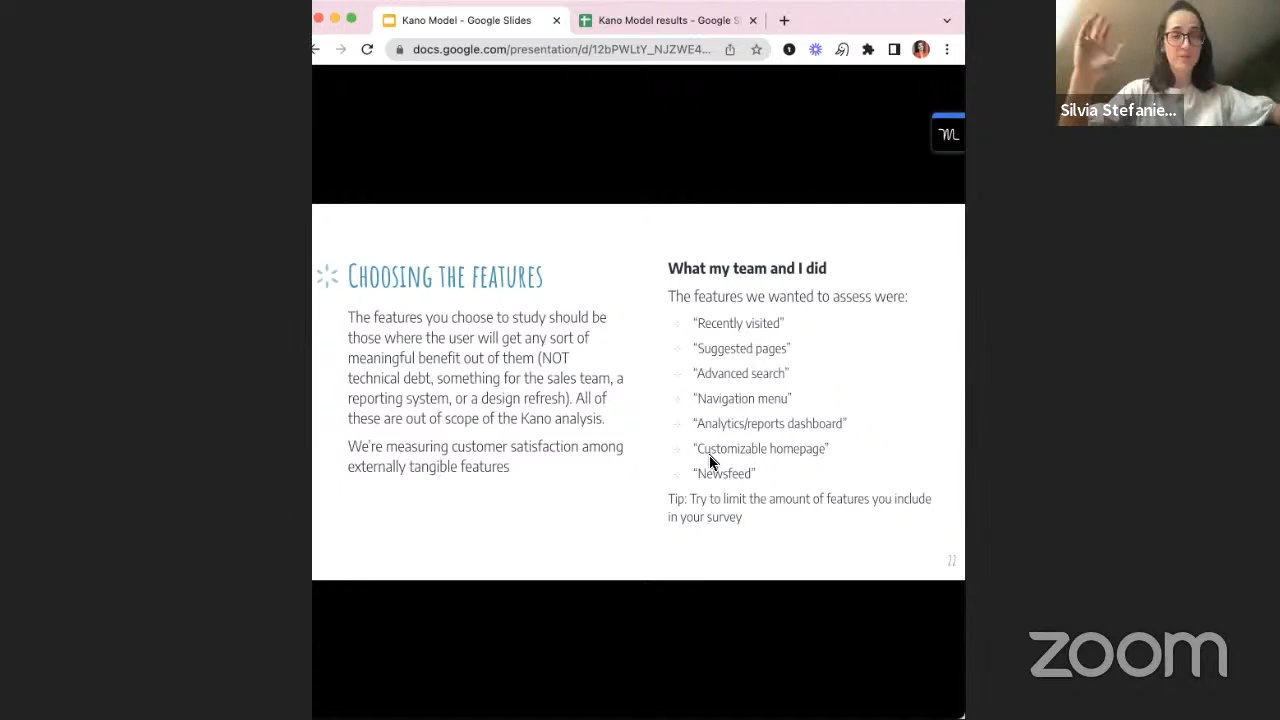 Kano Model - Google Slides
Kano Model results - Google S
docs.google.com/presentation/d/12bPWLtY_NJZWE4...
Silvia Stefanie...
CHOOSING THE FEATURES
The features you choose to study should be
those where the user will get any sort of
meaningful benefit out of them (NOT
technical debt, something for the sales team, a
reporting system, or a design refresh). All of
these are out of scope of the Kano analysis.
We're measuring customer satisfaction among
externally tangible features
What my team and I did
The features we wanted to assess were:
“Recently visited”
“Suggested pages”
“Advanced search”
“Navigation menu”
“Analytics/reports dashboard”
“Customizable homepage”
“Newsfeed”
Tip: Try to limit the amount of features you include
in your survey
22
zoom